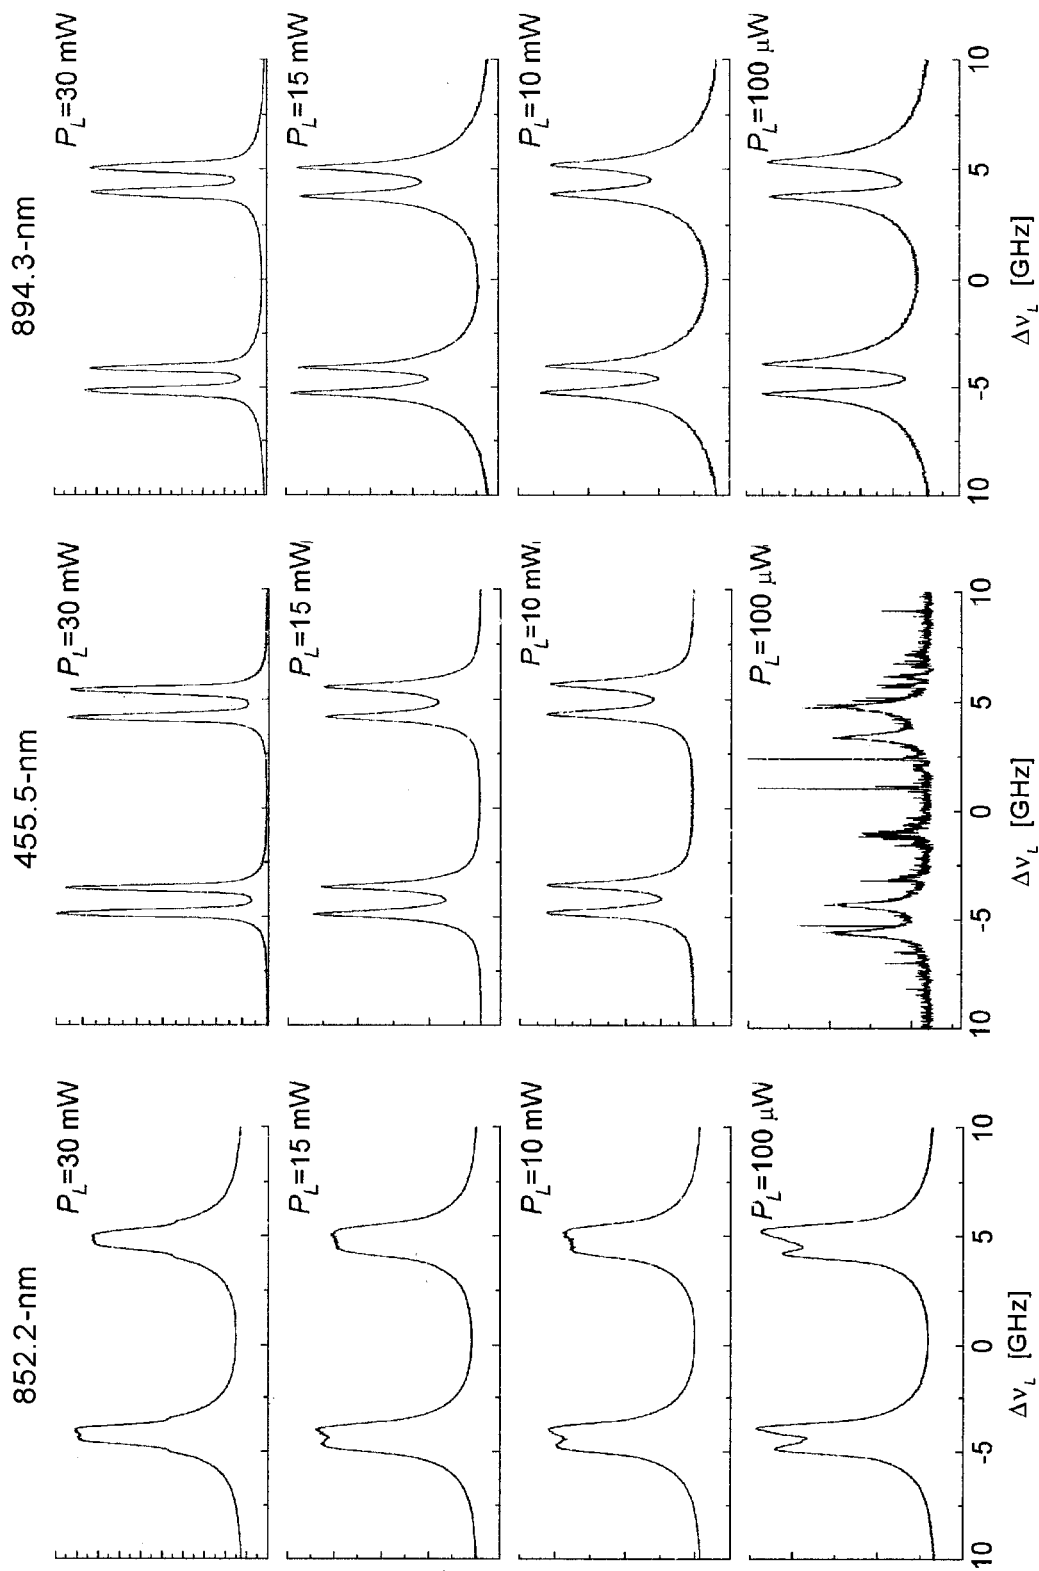 852.2-nm
P_L=30 mW
P_L=15 mW
P_L=10 mW
P_L=100 μW
10 -5 0 5 10
Δν_L [GHz]
455.5-nm
P_L=30 mW
P_L=15 mW
P_L=10 mW
P_L=100 μW
10 -5 0 5 10
Δν_L [GHz]
894.3-nm
P_L=30 mW
P_L=15 mW
P_L=10 mW
P_L=100 μW
10 -5 0 5 10
Δν_L [GHz]